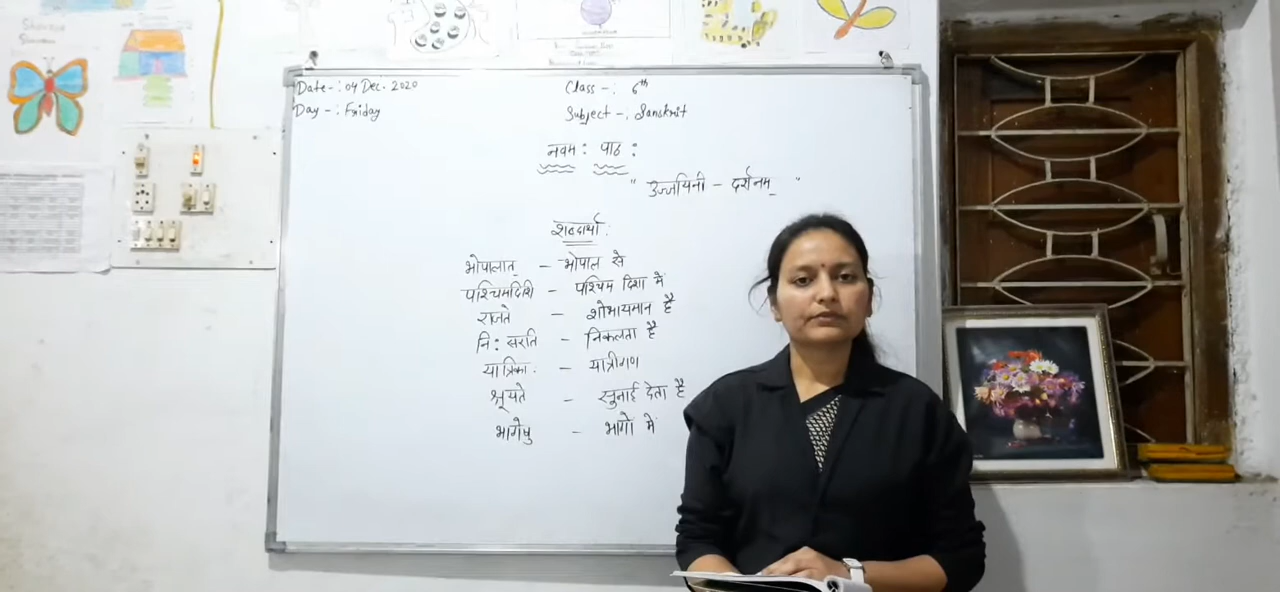 Date-: 04 Dec. 2020
Class -: 6th
Day -: Friday
Subject -: Sanskrit
नवम: पाठ:
" उज्जयिनी - दर्शनम् "
शब्दार्था:
भोपालात् - भोपाल से
पश्चिमदिशि - पश्चिम दिशा में
राजते - शोभायमान है
नि:सरति - निकलता है
यात्रिका: - यात्रीगण
श्रूयते - सुनाई देता है
भागेषु - भागो में